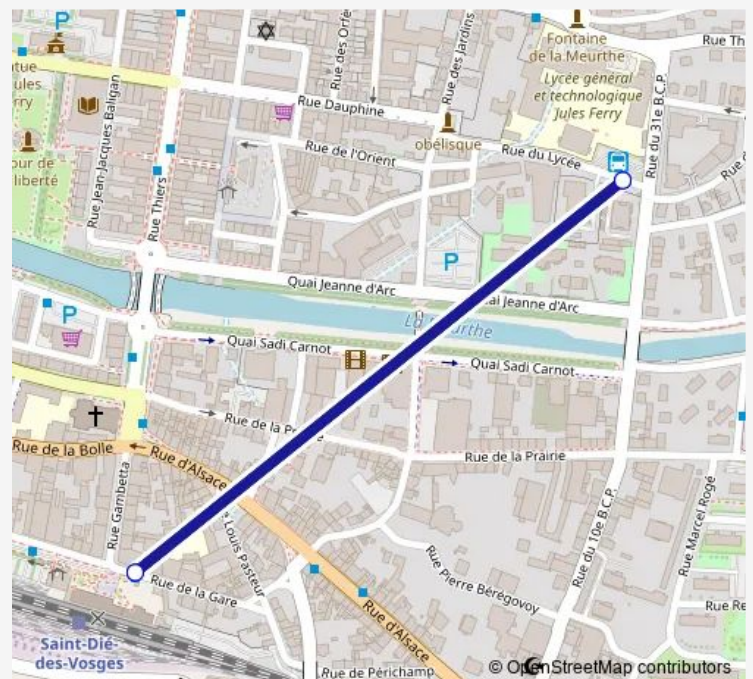 P
Rue des Orfè
Rue des Jardins
Fontaine
de la Meurthe
Rue Th
Lycée général
et technologique
Jules Ferry
Rue du 31e B.C.P.
ules
rry
Rue Jean-Jacques Baligan
Rue Dauphine
obélisque
Rue du Lycée
our de
liberté
Rue de l'Orient
Rue Thiers
P
Quai Jeanne d'Arc
ai Jeanne d'Arc
P
La Meurthe
Quai Sadi Carnot
Quai Sadi Carnot
Rue de la Pr
Rue de la Bolle
Rue d'Alsace
Rue de la Prairie
Rue Gambetta
Louis Pasteur
Rue du 10e B.C.P.
Rue Marcel Rogé
Rue de la Gare
Rue Pierre Bérégovoy
Rue d'Alsace
Rue Re
Saint-Dié-
des-Vosges
Rue de Périchamp
© OpenStreetMap contributors